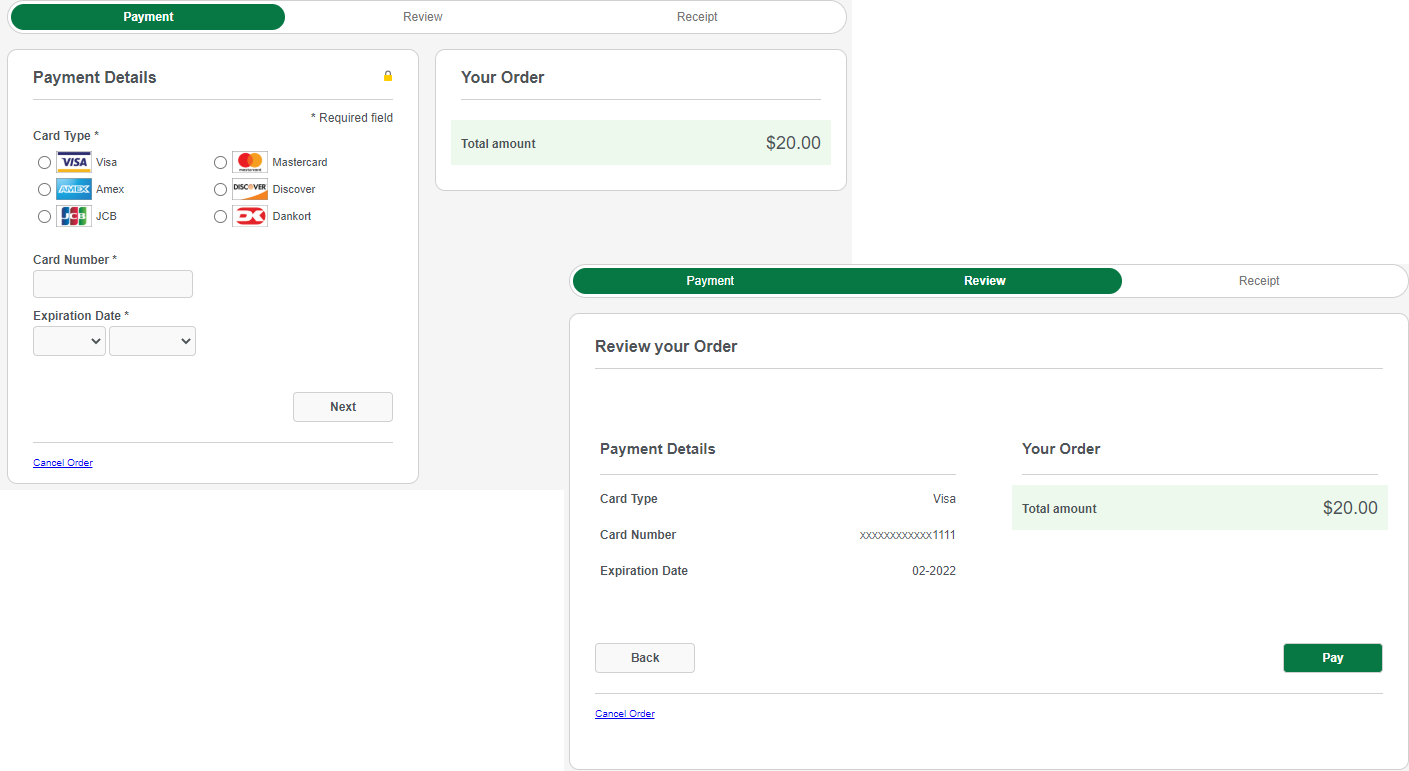 Payment Review Receipt
Payment Details
* Required field
Card Type *
VISA Visa
mastercard Mastercard
AMEX Amex
DISCOVER Discover
JCB JCB
DK Dankort
Card Number *
Expiration Date *
Next
Cancel Order
Your Order
Total amount $20.00
Payment Review Receipt
Review your Order
Payment Details
Card Type Visa
Card Number xxxxxxxxxxxx1111
Expiration Date 02-2022
Your Order
Total amount $20.00
Back
Pay
Cancel Order